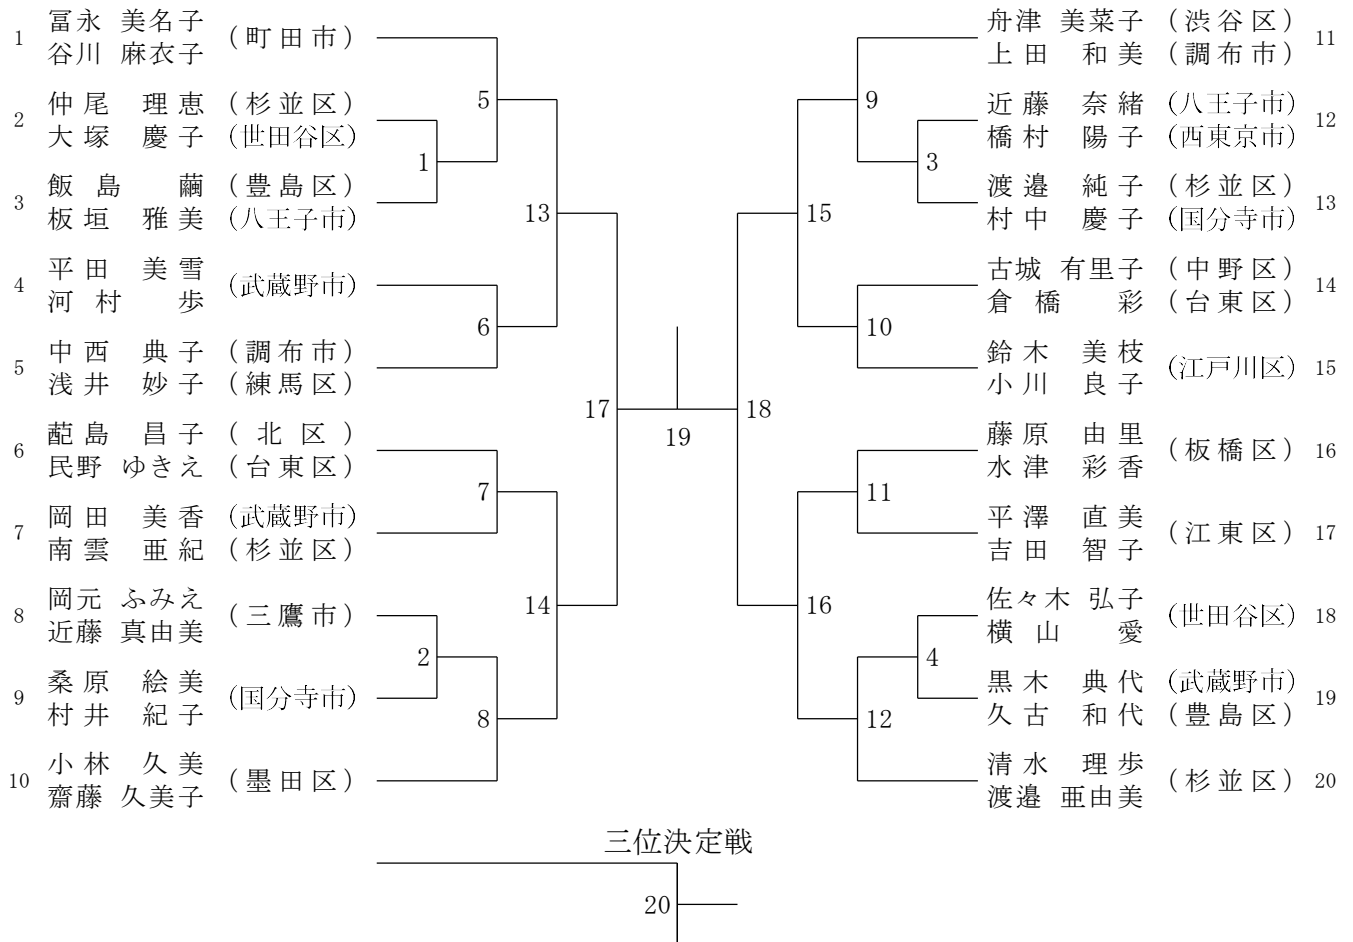 1 冨永 美名子 (町田市)
谷川 麻衣子
2 仲尾 理恵 (杉並区)
大塚 慶子 (世田谷区)
3 飯島 繭 (豊島区)
板垣 雅美 (八王子市)
4 平田 美雪 (武蔵野市)
河村 歩
5 中西 典子 (調布市)
浅井 妙子 (練馬区)
6 蓜島 昌子 (北区)
民野 ゆきえ (台東区)
7 岡田 美香 (武蔵野市)
南雲 亜紀 (杉並区)
8 岡元 ふみえ (三鷹市)
近藤 真由美
9 桑原 絵美 (国分寺市)
村井 紀子
10 小林 久美 (墨田区)
齋藤 久美子
5
1
13
6
17
7
14
2
8
19
9
3
15
10
18
11
16
4
12
舟津 美菜子 (渋谷区) 11
上田 和美 (調布市)
近藤 奈緒 (八王子市) 12
橋村 陽子 (西東京市)
渡邉 純子 (杉並区) 13
村中 慶子 (国分寺市)
古城 有里子 (中野区) 14
倉橋 彩 (台東区)
鈴木 美枝 (江戸川区) 15
小川 良子
藤原 由里 (板橋区) 16
水津 彩香
平澤 直美 (江東区) 17
吉田 智子
佐々木 弘子 (世田谷区) 18
横山 愛
黒木 典代 (武蔵野市) 19
久古 和代 (豊島区)
清水 理歩 (杉並区) 20
渡邉 亜由美
三位決定戦
20